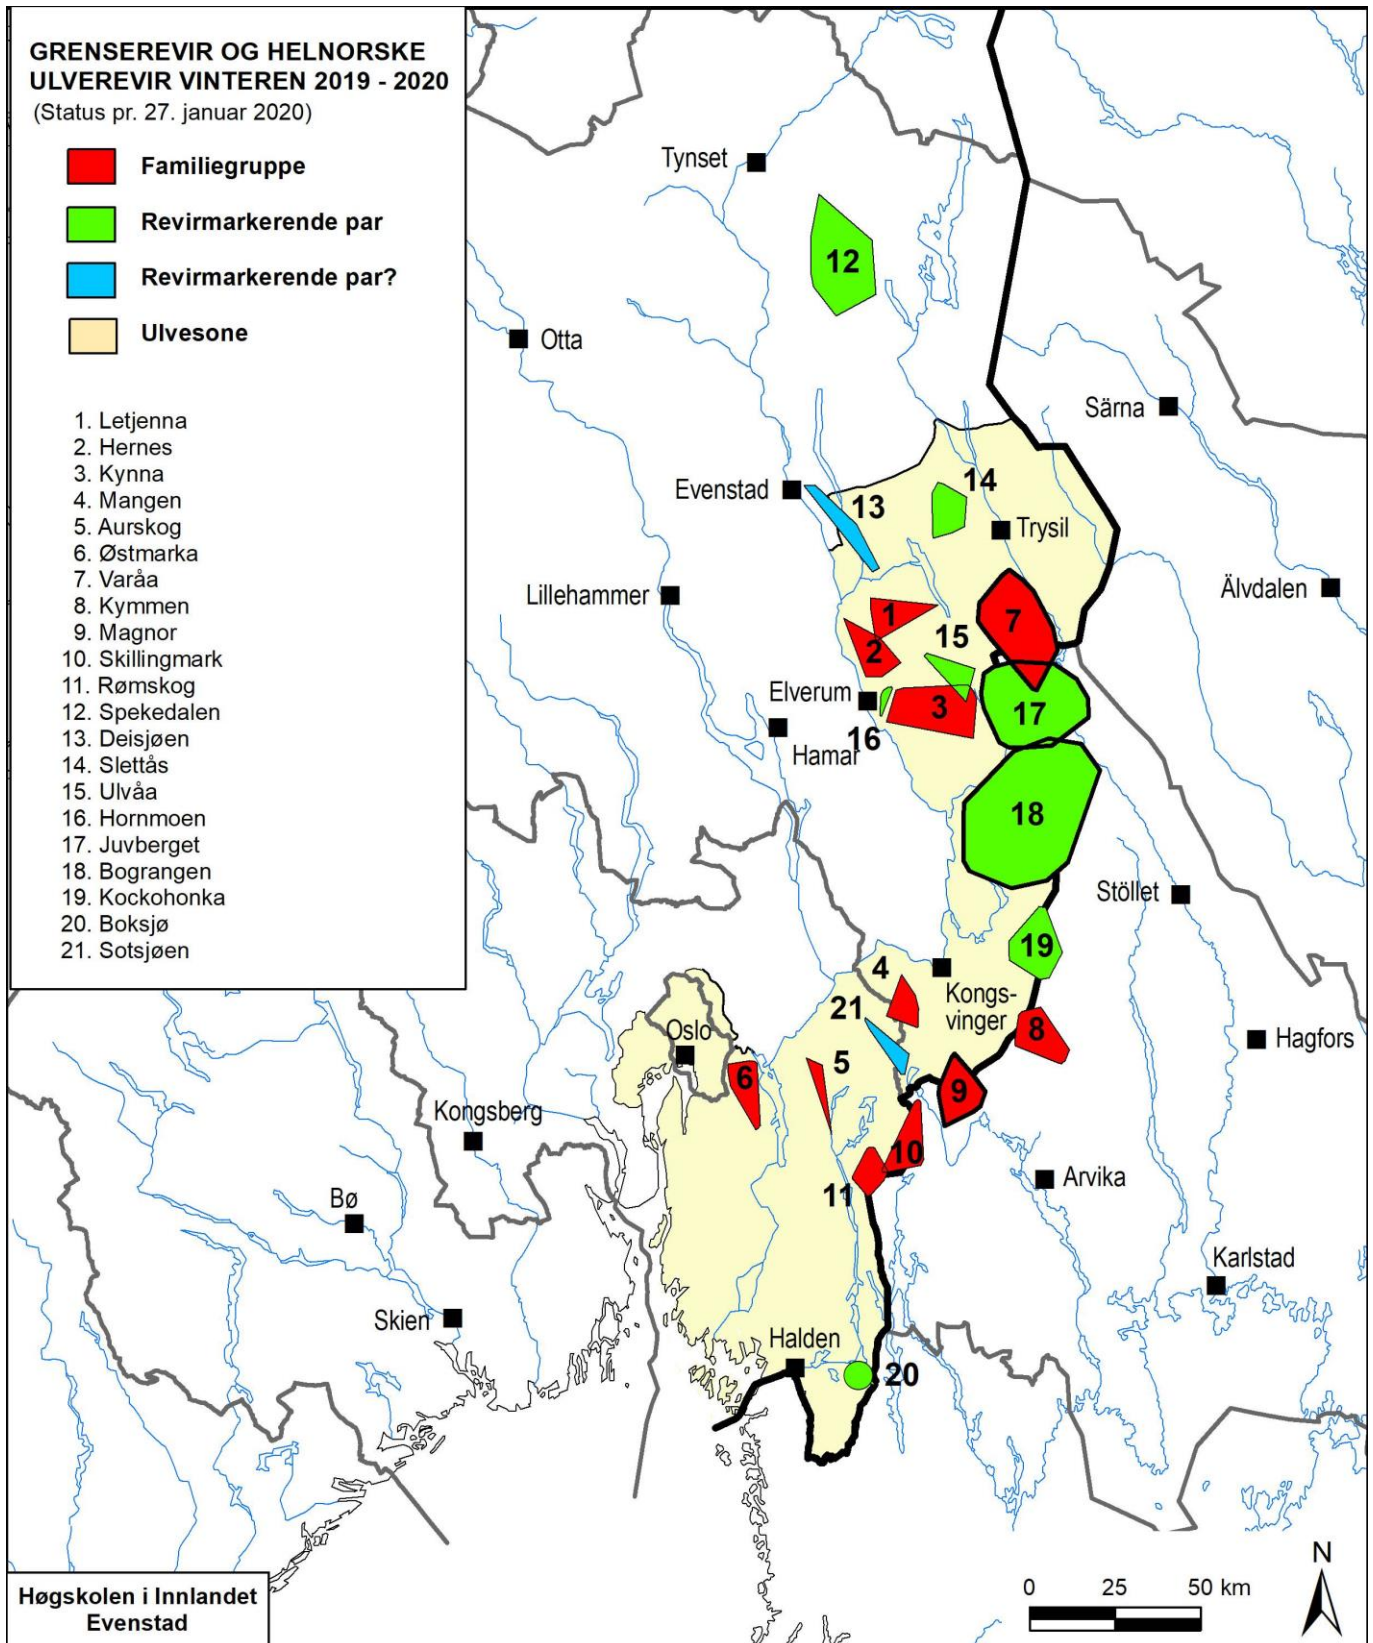 GRENSEREVIR OG HELNORSKE
ULVEREVIR VINTEREN 2019 - 2020
(Status pr. 27. januar 2020)
Familiegruppe
Revirmarkerende par
Revirmarkerende par?
Ulvesone
1. Letjenna
2. Hernes
3. Kynna
4. Mangen
5. Aurskog
6. Østmarka
7. Varåa
8. Kymmen
9. Magnor
10. Skillingmark
11. Rømskog
12. Spekedalen
13. Deisjøen
14. Slettås
15. Ulvåa
16. Hornmoen
17. Juvberget
18. Bograngen
19. Kockohonka
20. Boksjø
21. Sotsjøen
Tynset
12
Otta
Särna
14
Evenstad
13
Trysil
Älvdalen
Lillehammer
1
7
15
2
Elverum
3
17
16
Hamar
18
Stöllet
19
4
Kongs-
vinger
21
8
Oslo
Hagfors
5
6
9
Kongsberg
10
Arvika
11
Bø
Karlstad
Skien
Halden
20
N
0 25 50 km
Høgskolen i Innlandet
Evenstad